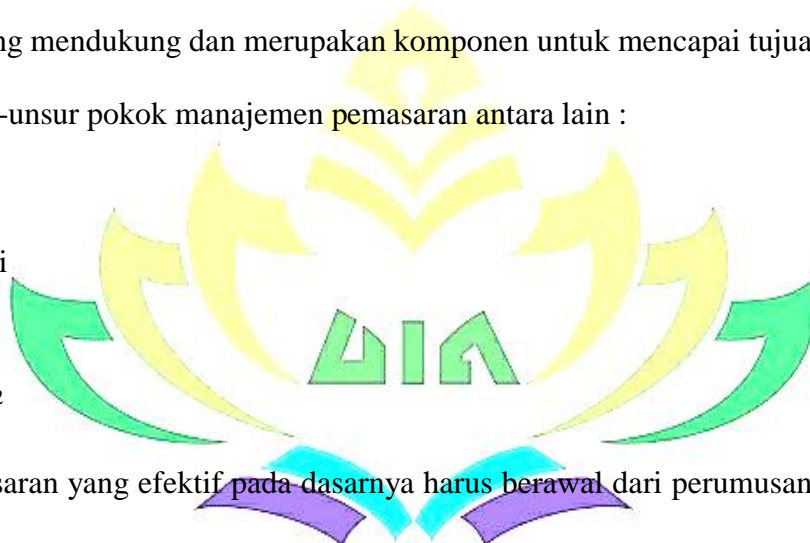 ng mendukung dan merupakan komponen untuk mencapai tujua
-unsur pokok manajemen pemasaran antara lain :
i
UIN
2
saran yang efektif pada dasarnya harus berawal dari perumusan